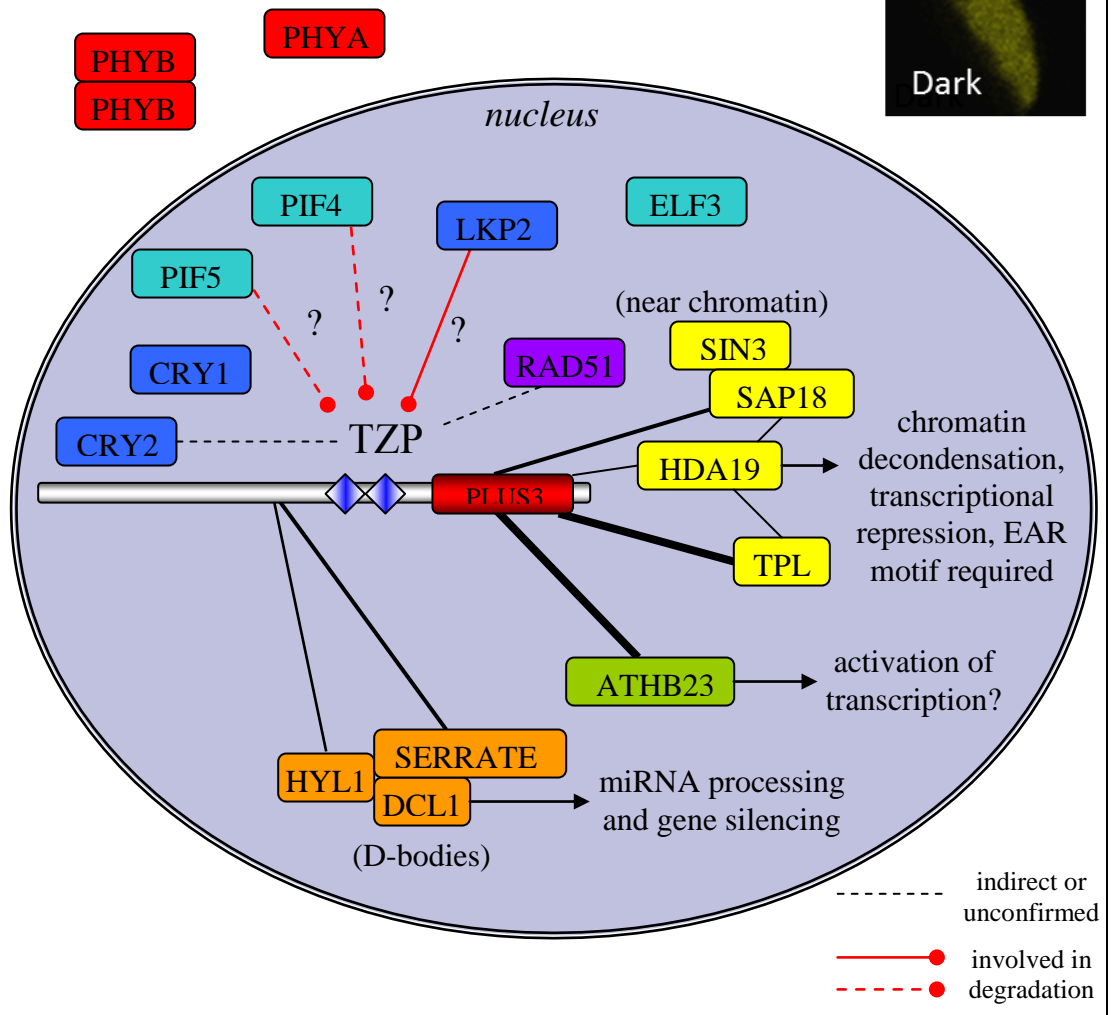 PHYA
PHYB
PHYB
Dark
Dark
nucleus
PIF4
LKP2
ELF3
PIF5
?
?
?
(near chromatin)
SIN3
CRY1
RAD51
SAP18
CRY2
TZP
HDA19
chromatin
decondensation,
transcriptional
repression, EAR
motif required
PLUS3
TPL
ATHB23
activation of
transcription?
SERRATE
HYL1
DCL1
miRNA processing
and gene silencing
(D-bodies)
indirect or
unconfirmed
involved in
degradation